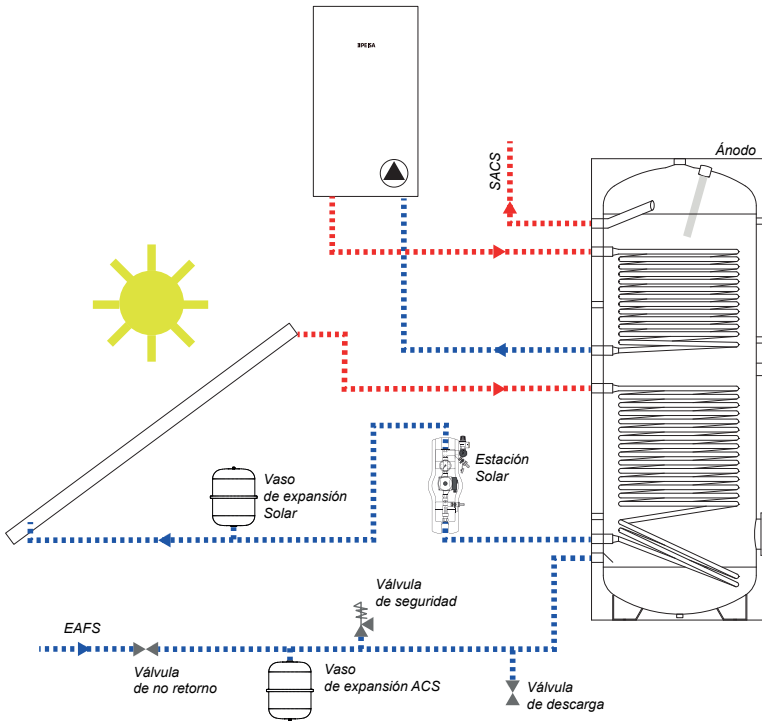 PEISA
Ánodo
SACS
Estación
Solar
Vaso
de expansión
Solar
Válvula
de seguridad
EAFS
Válvula
de no retorno
Vaso
de expansión ACS
Válvula
de descarga